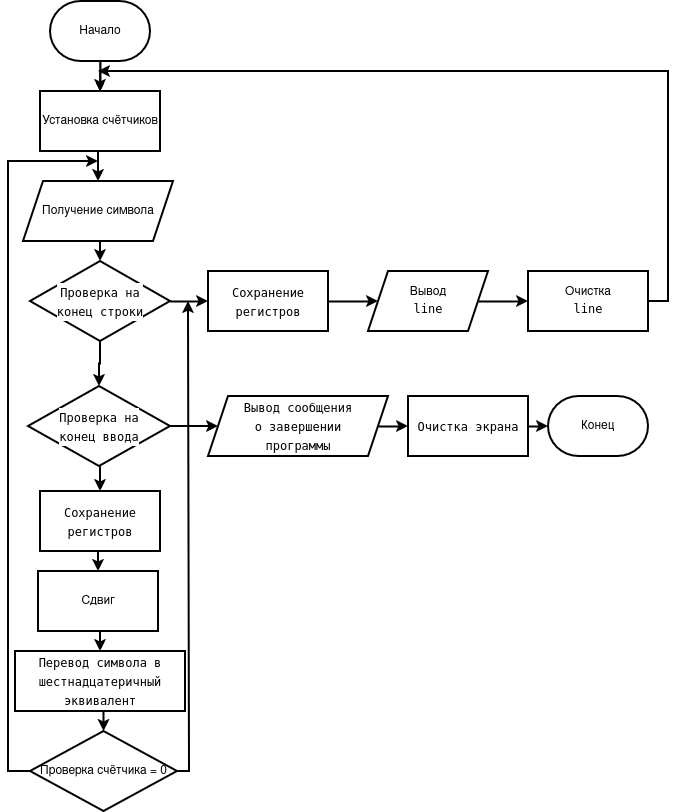 Начало
Установка счётчиков
Получение символа
Проверка на
конец строки
Сохранение
регистров
Вывод
line
Очистка
line
Проверка на
конец ввода
Вывод сообщения
о завершении
программы
Очистка экрана
Конец
Сохранение
регистров
Сдвиг
Перевод символа в
шестнадцатеричный
эквивалент
Проверка счётчика = 0